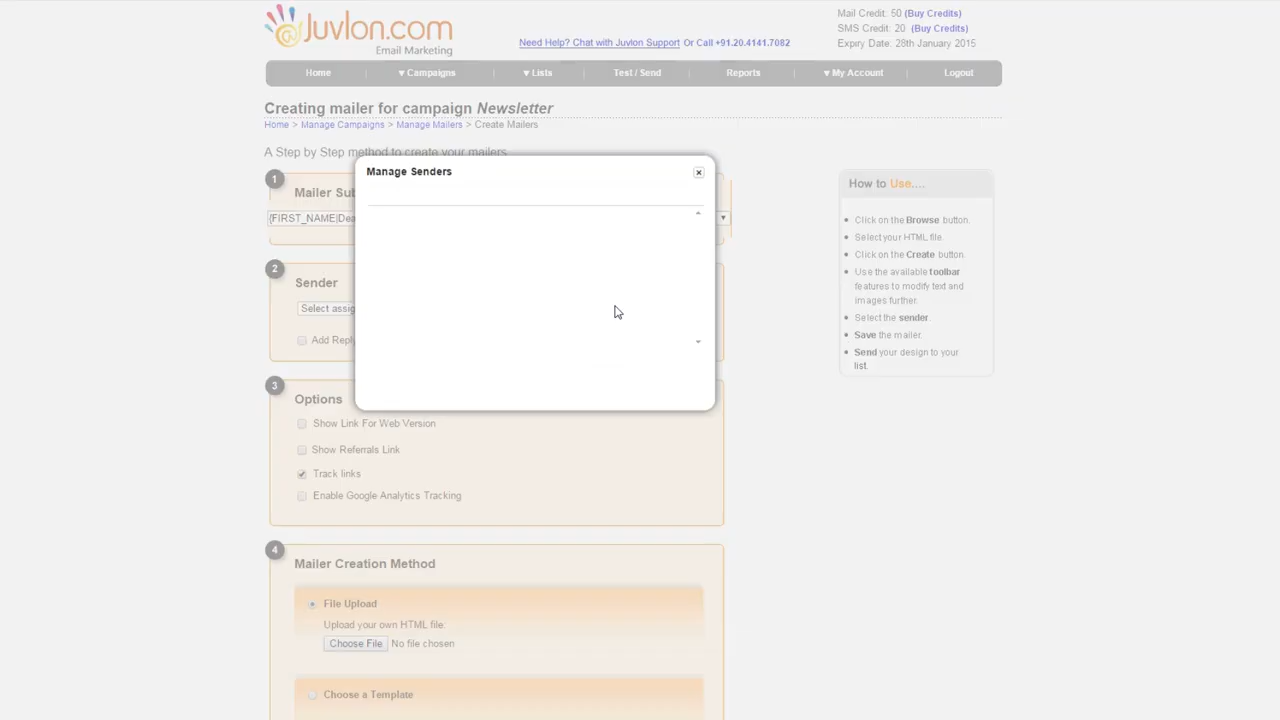 Juvlon.com
Email Marketing
Need Help? Chat with Juvlon Support Or Call +91.20.4141.7082
Mail Credit: 50 (Buy Credits)
SMS Credit: 20 (Buy Credits)
Expiry Date: 28th January 2015
Home ▼ Campaigns ▼ Lists Test / Send Reports ▼ My Account Logout
Creating mailer for campaign Newsletter
Home > Manage Campaigns > Manage Mailers > Create Mailers
A Step by Step method to create your mailers
Manage Senders
1
Mailer Sub
{FIRST_NAME|Dea
2
Sender
Select assig
Add Reply
3
Options
Show Link For Web Version
Show Referrals Link
Track links
Enable Google Analytics Tracking
4
Mailer Creation Method
File Upload
Upload your own HTML file.
Choose File No file chosen
Choose a Template
How to Use....
Click on the Browse button.
Select your HTML file.
Click on the Create button.
Use the available toolbar
features to modify text and
images further.
Select the sender.
Save the mailer.
Send your design to your
list.